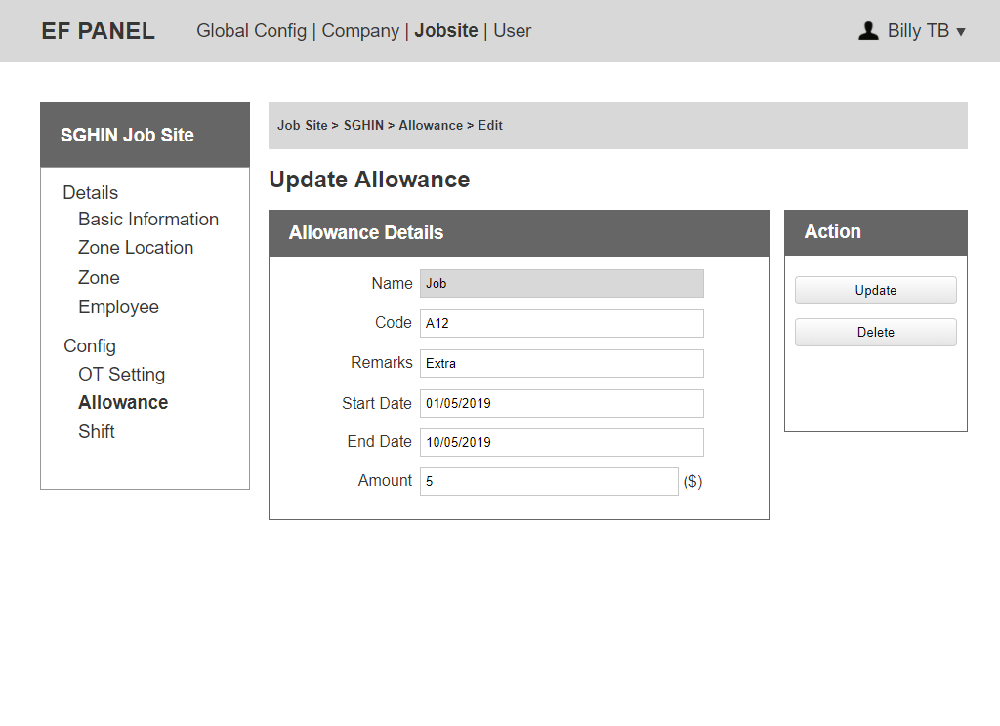 EF PANEL
Global Config | Company | Jobsite | User
Billy TB ▼
SGHIN Job Site
Details
Basic Information
Zone Location
Zone
Employee
Config
OT Setting
Allowance
Shift
Job Site > SGHIN > Allowance > Edit
Update Allowance
Allowance Details
Name Job
Code A12
Remarks Extra
Start Date 01/05/2019
End Date 10/05/2019
Amount 5 ($)
Action
Update
Delete